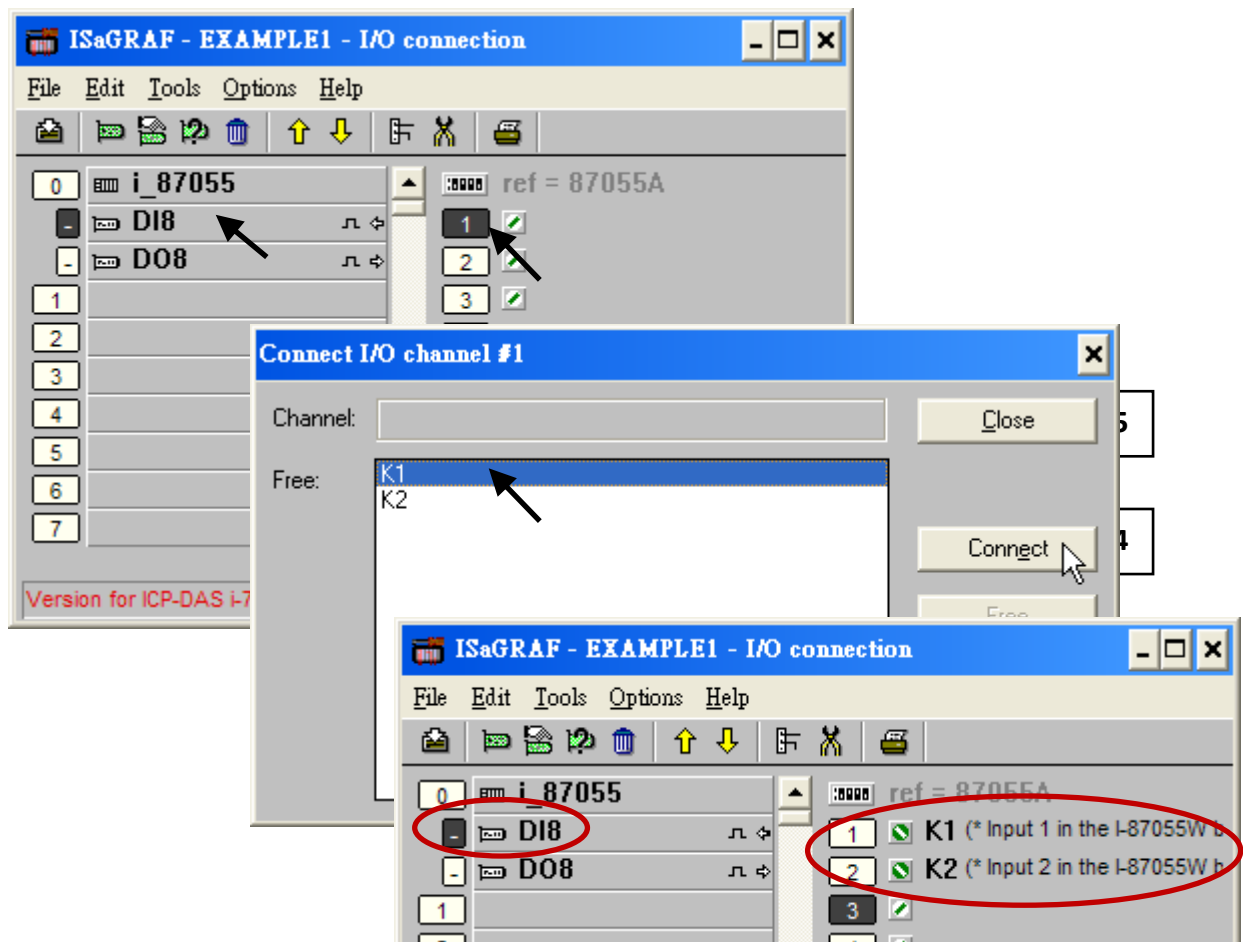 ISaGRAF - EXAMPLE1 - I/O connection
File Edit Tools Options Help
0 i_87055
- DI8
- DO8
1
2
3
4
5
6
7
ref = 87055A
1
2
3
Version for ICP-DAS i-7
Connect I/O channel #1
Channel:
Close
Free:
K1
K2
Connect
Free
5
4
ISaGRAF - EXAMPLE1 - I/O connection
File Edit Tools Options Help
0 i_87055
- DI8
- DO8
1
ref = 87055A
1 K1 (* Input 1 in the I-87055W b
2 K2 (* Input 2 in the I-87055W b
3